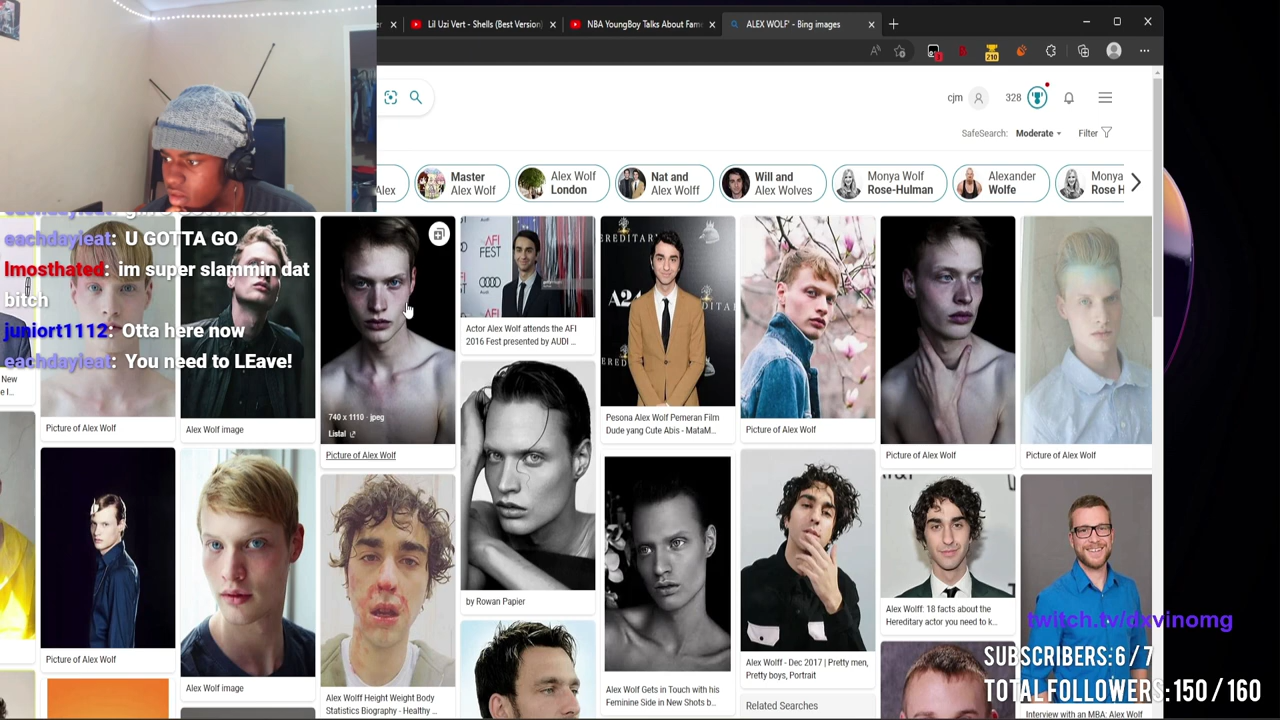 Lil Uzi Vert - Shells (Best Version)
NBA YoungBoy Talks About Fam
ALEX WOLF' - Bing images
1
210
cjm
328
SafeSearch: Moderate
Filter
Alex
Master
Alex Wolf
Alex Wolf
London
Nat and
Alex Wolff
Will and
Alex Wolves
Monya Wolf
Rose-Hulman
Alexander
Wolfe
Monya
Rose H
eachdayieat: U GOTTA GO
lmosthated: im super slammin dat
bitch
juniort1112: Otta here now
eachdayieat: You need to LEave!
New
Picture of Alex Wolf
Alex Wolf image
740 x 1110 · jpeg
Listal
Picture of Alex Wolf
AFI
FEST
Actor Alex Wolf attends the AFI
2016 Fest presented by AUDI ...
EREDITAR
A24
Pesona Alex Wolf Pemeran Film
Dude yang Cute Abis - MataM...
Picture of Alex Wolf
Picture of Alex Wolf
Picture of Alex Wolf
Picture of Alex Wolf
Alex Wolf image
Alex Wolff Height Weight Body
Statistics Biography - Healthy ...
by Rowan Papier
Alex Wolf Gets in Touch with his
Feminine Side in New Shots b...
Alex Wolff - Dec 2017 | Pretty men,
Pretty boys, Portrait
Related Searches
Alex Wolff: 18 facts about the
Hereditary actor you need to k...
Interview with an MBA: Alex Wolf
twitch.tv/dxvinomg
SUBSCRIBERS: 6 / 7
TOTAL FOLLOWERS: 150 / 160